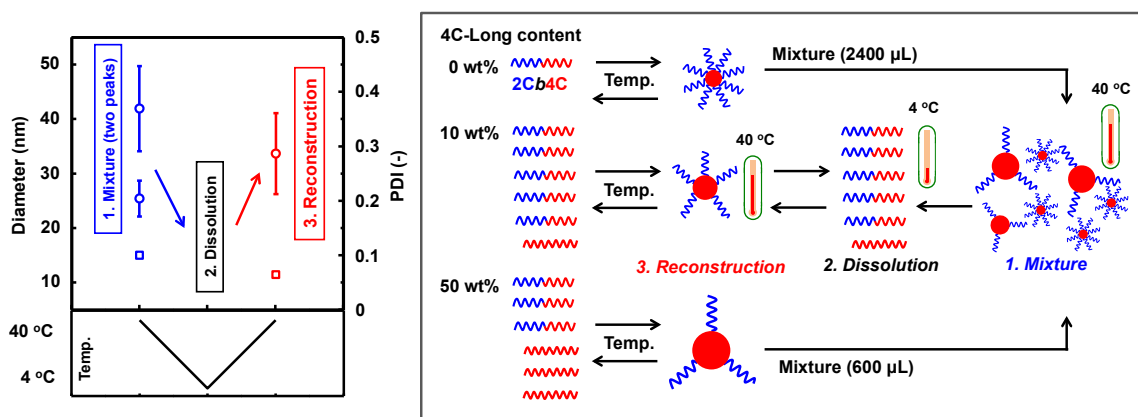 55
50
40
30
20
10
Diameter (nm)
1. Mixture (two peaks)
2. Dissolution
3. Reconstruction
0.5
0.4
0.3
0.2
0.1
0
PDI (-)
40 °C
4 °C
Temp.
4C-Long content
0 wt%
2Cb4C
Temp.
Mixture (2400 µL)
40 °C
10 wt%
Temp.
40 °C
4 °C
3. Reconstruction
2. Dissolution
1. Mixture
50 wt%
Temp.
Mixture (600 µL)